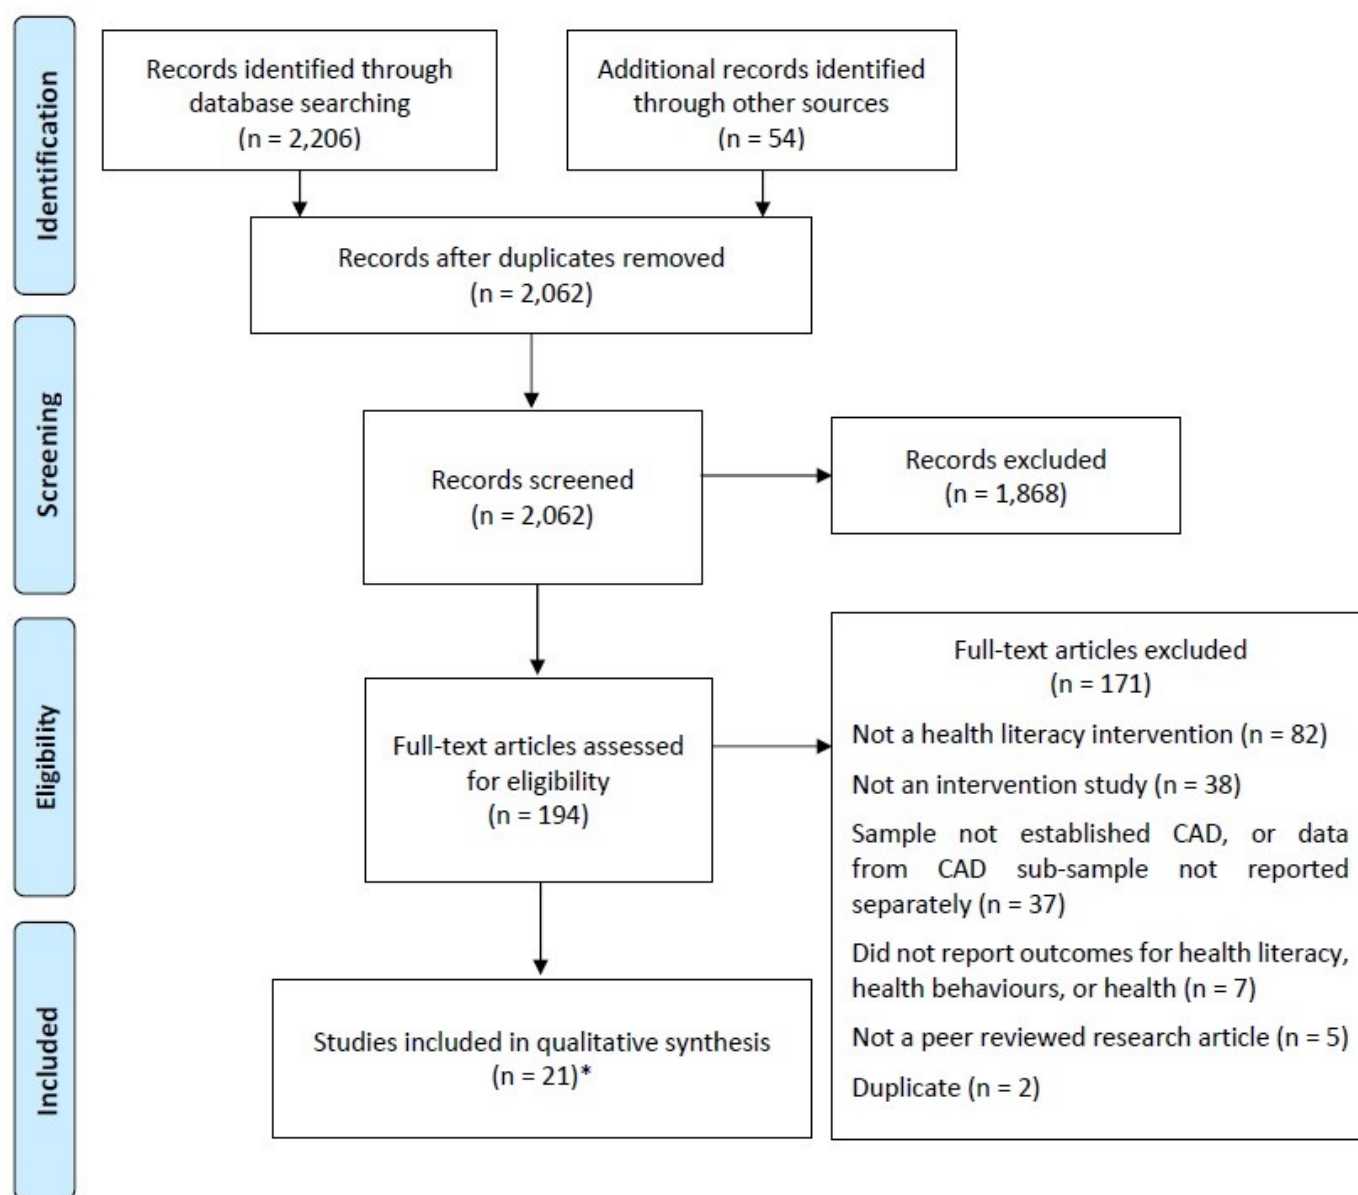 Identification
Records identified through
database searching
(n = 2,206)
Additional records identified
through other sources
(n = 54)
Records after duplicates removed
(n = 2,062)
Screening
Records screened
(n = 2,062)
Records excluded
(n = 1,868)
Eligibility
Full-text articles assessed
for eligibility
(n = 194)
Full-text articles excluded
(n = 171)
Not a health literacy intervention (n = 82)
Not an intervention study (n = 38)
Sample not established CAD, or data
from CAD sub-sample not reported
separately (n = 37)
Did not report outcomes for health literacy,
health behaviours, or health (n = 7)
Not a peer reviewed research article (n = 5)
Duplicate (n = 2)
Included
Studies included in qualitative synthesis
(n = 21)*